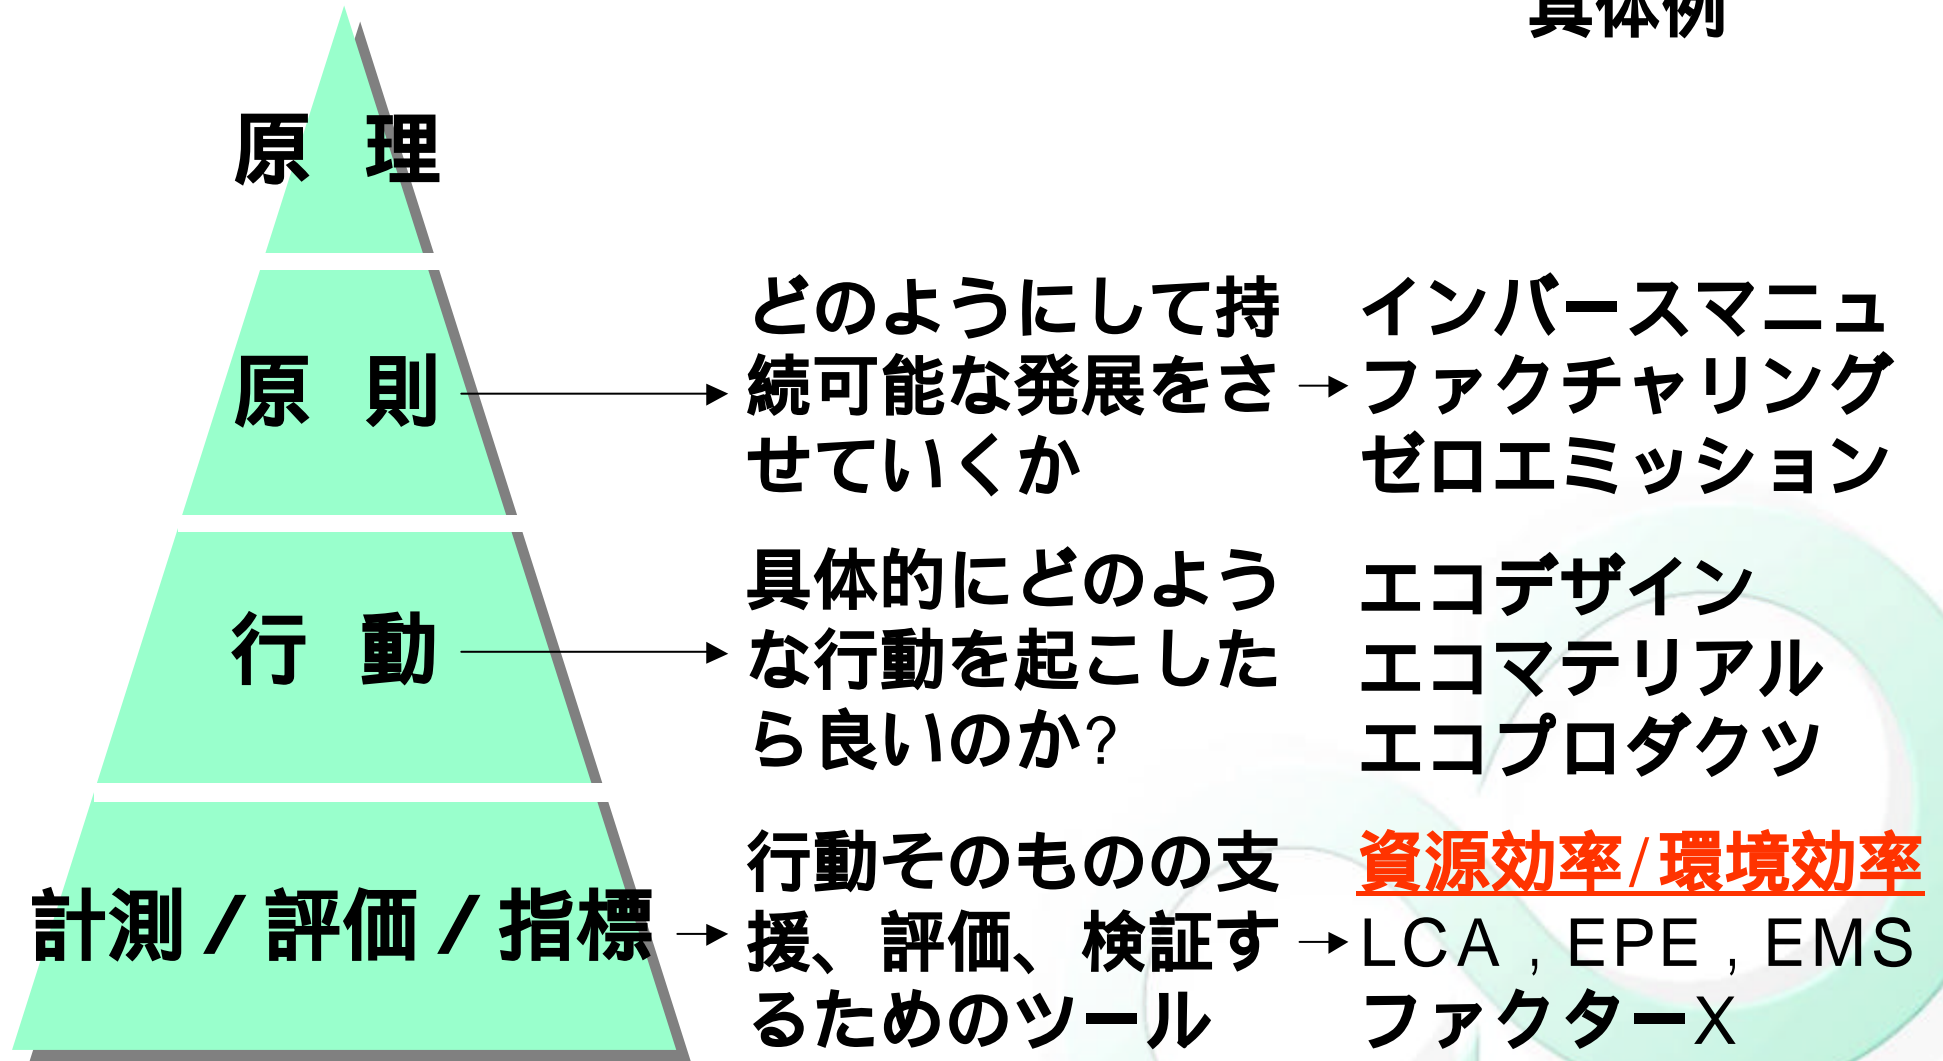 具体例
原 理
原 則
どのようにして持
続可能な発展をさ
せていくか
インバースマニュ
ファクチャリング
ゼロエミッション
行 動
具体的にどのよう
な行動を起こした
ら良いのか?
エコデザイン
エコマテリアル
エコプロダクツ
計測/評価/指標
行動そのものの支
援、評価、検証す
るためのツール
資源効率/環境効率
LCA , EPE , EMS
ファクターX